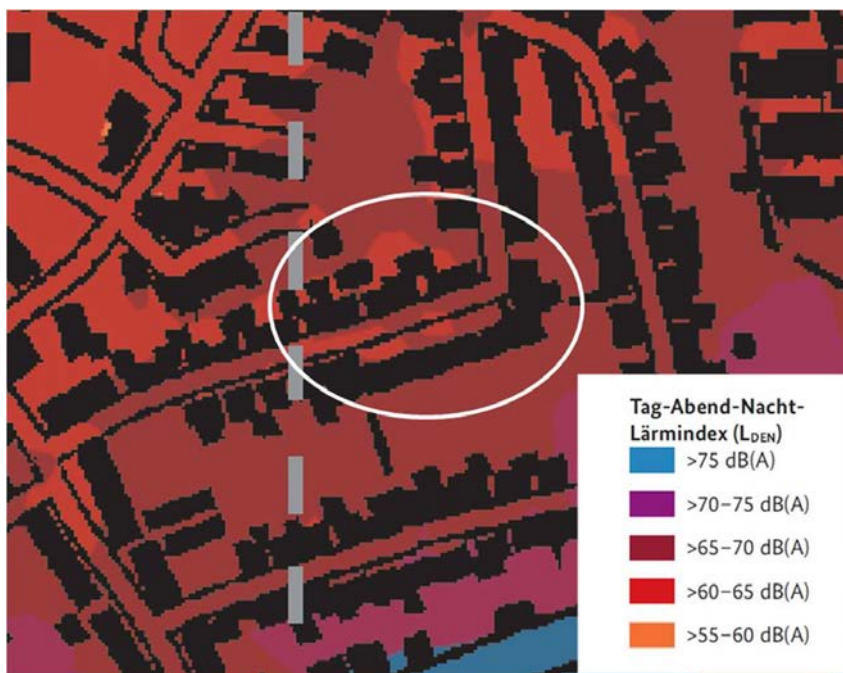 Tag-Abend-Nacht-
Lärmindex (LDEN)
>75 dB(A)
>70–75 dB(A)
>65–70 dB(A)
>60–65 dB(A)
>55–60 dB(A)